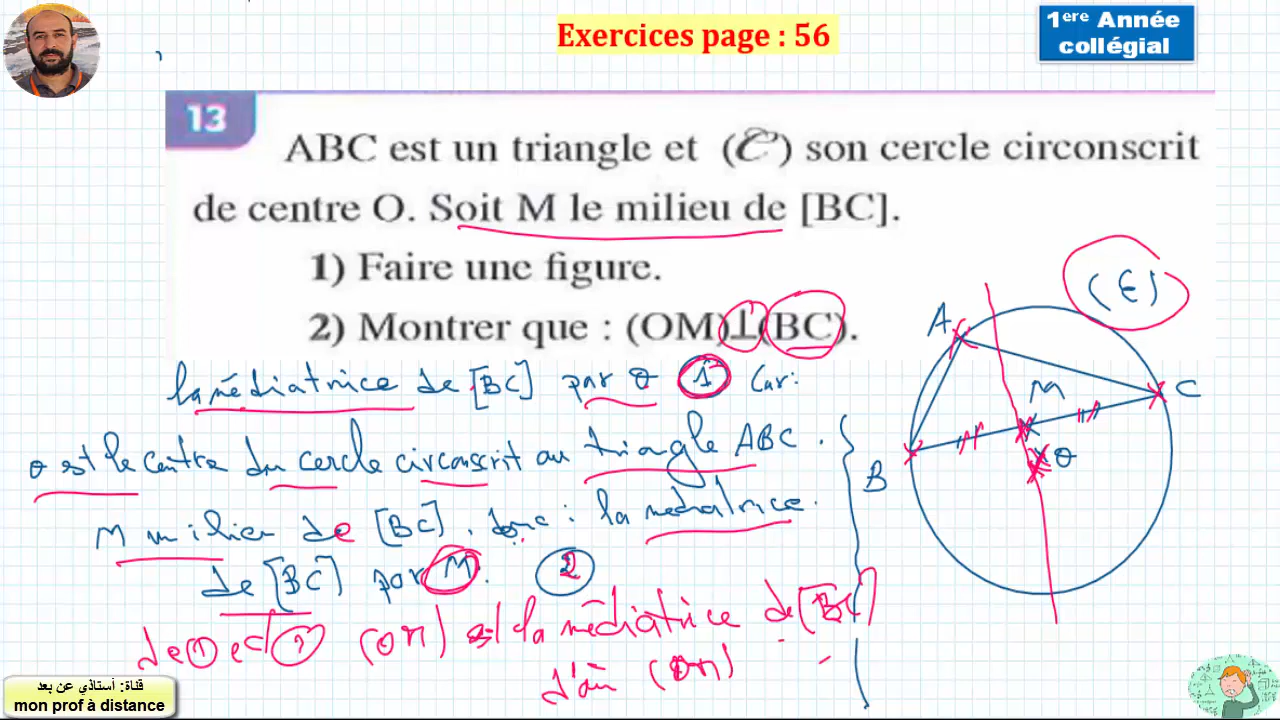 Exercices page : 56
1ere Année
collégial
13
ABC est un triangle et (C) son cercle circonscrit
de centre O. Soit M le milieu de [BC].
1) Faire une figure.
2) Montrer que : (OM)⊥(BC).
la médiatrice de [BC] par O 1 Car:
O est le centre du cercle circonscrit au triangle ABC.
M milieu de [BC], donc : la mediatrice
de [BC] par M. 2
de 1 et 2 (OM) est la médiatrice de [BC]
d'où (OM)
(C)
A
M
C
B
O
قناة: أستاذي عن بعد
mon prof à distance